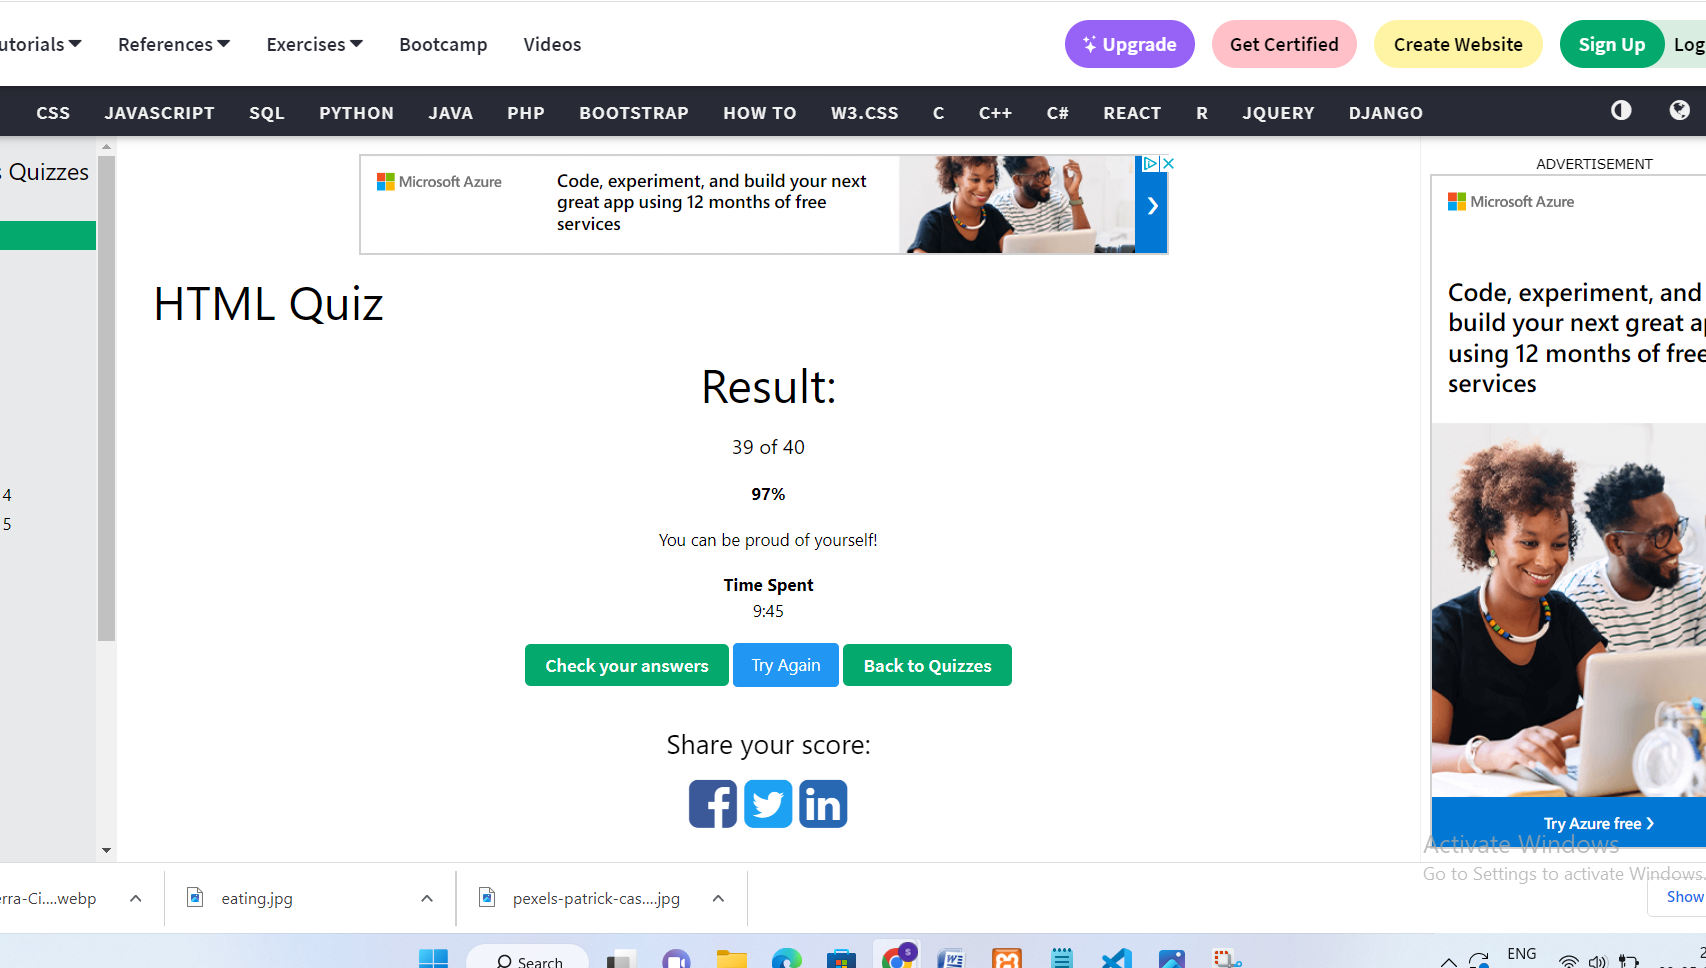 utorials References Exercises Bootcamp Videos Upgrade Get Certified Create Website Sign Up Log
CSS JAVASCRIPT SQL PYTHON JAVA PHP BOOTSTRAP HOW TO W3.CSS C C++ C# REACT R JQUERY DJANGO
s Quizzes
4
5
Microsoft Azure
Code, experiment, and build your next
great app using 12 months of free
services
HTML Quiz
Result:
39 of 40
97%
You can be proud of yourself!
Time Spent
9:45
Check your answers Try Again Back to Quizzes
Share your score:
ADVERTISEMENT
Microsoft Azure
Code, experiment, and
build your next great ap
using 12 months of free
services
Try Azure free
Activate Windows
Go to Settings to activate Windows.
rra-Ci....webp eating.jpg pexels-patrick-cas....jpg Show
Search ENG